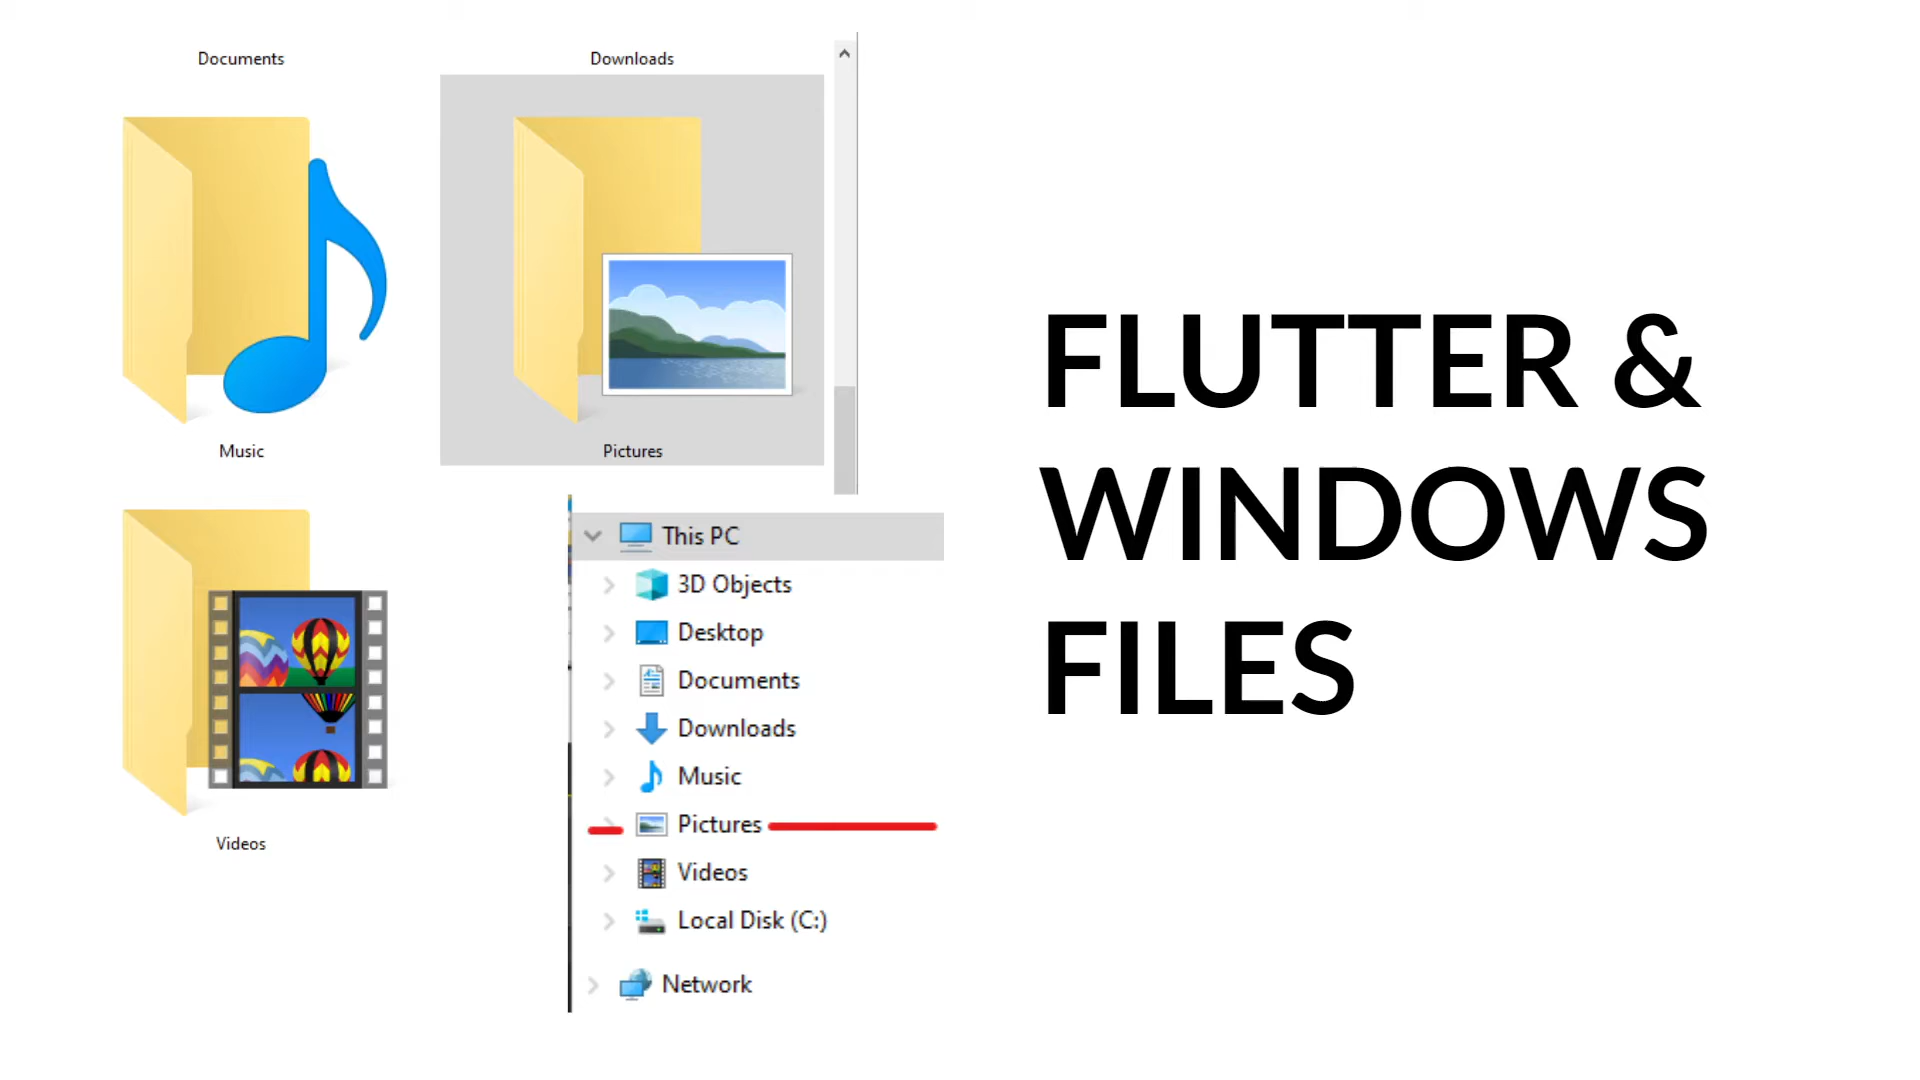 Documents
Downloads
Music
Pictures
Videos
This PC
3D Objects
Desktop
Documents
Downloads
Music
Pictures
Videos
Local Disk (C:)
Network
FLUTTER &
WINDOWS
FILES